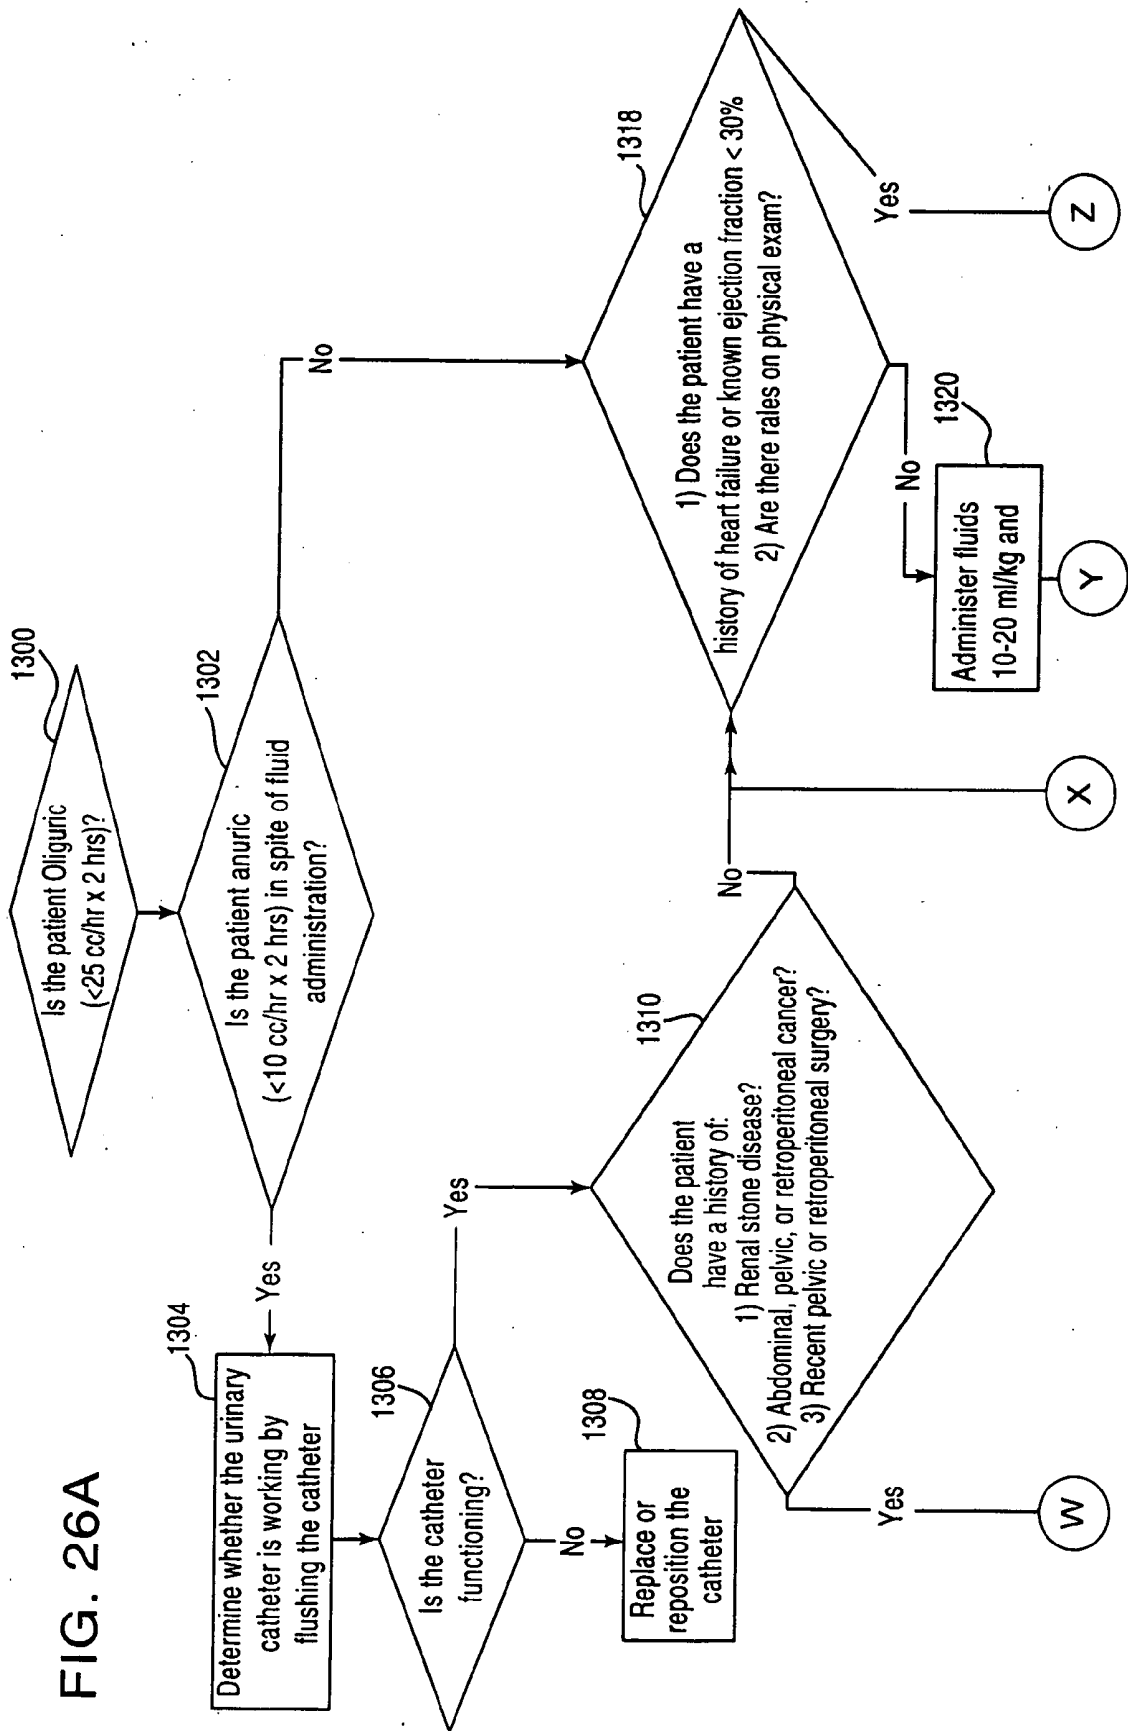 FIG. 26A
1300
Is the patient Oliguric
(<25 cc/hr x 2 hrs)?
1302
Is the patient anuric
(<10 cc/hr x 2 hrs) in spite of fluid
administration?
Yes
No
1304
Determine whether the urinary
catheter is working by
flushing the catheter
1306
Is the catheter
functioning?
Yes
No
1308
Replace or
reposition the
catheter
1310
Does the patient
have a history of:
1) Renal stone disease?
2) Abdominal, pelvic, or retroperitoneal cancer?
3) Recent pelvic or retroperitoneal surgery?
Yes
No
W
X
1318
1) Does the patient have a
history of heart failure or known ejection fraction < 30%
2) Are there rales on physical exam?
No
Yes
1320
Administer fluids
10-20 ml/kg and
Y
Z